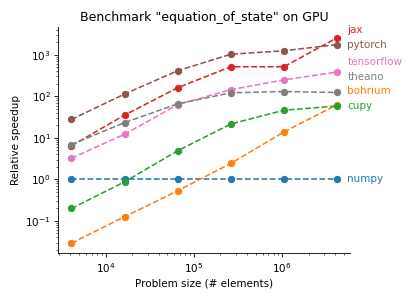 Benchmark "equation_of_state" on GPU
Relative speedup
10³
10²
10¹
10⁰
10⁻¹
10⁴
10⁵
10⁶
Problem size (# elements)
jax
pytorch
tensorflow
theano
bohrium
cupy
numpy